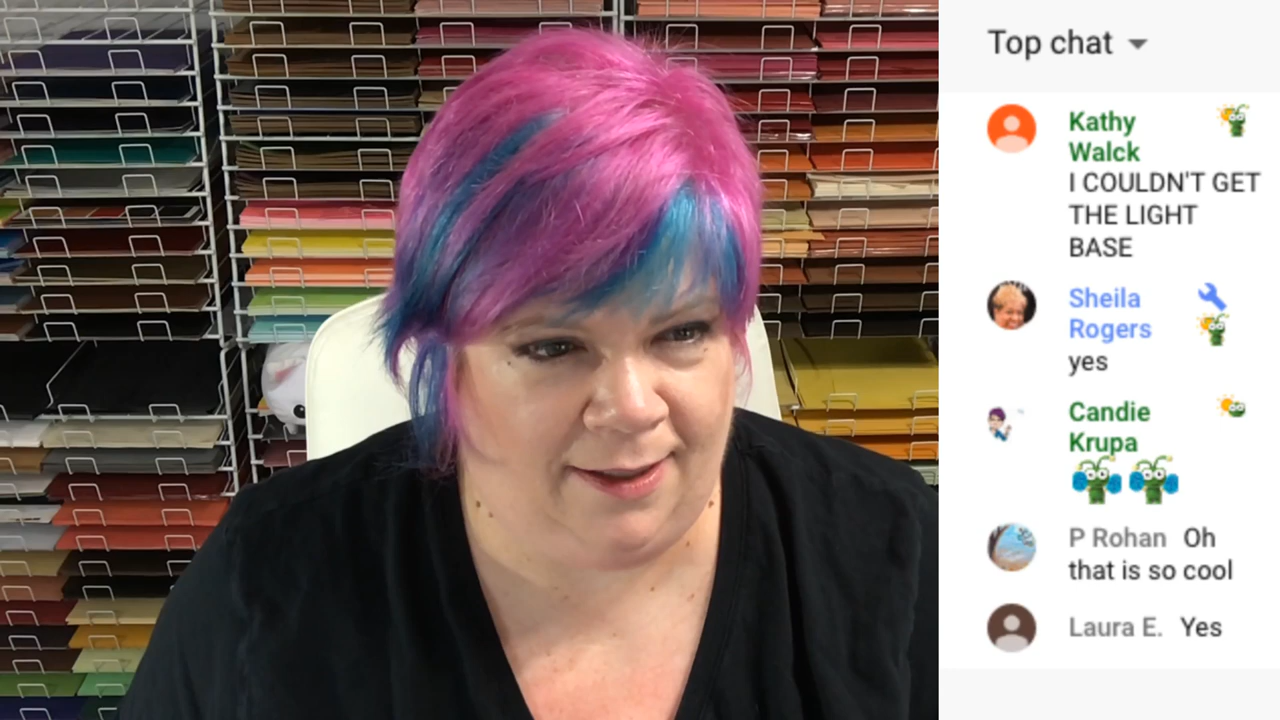 Top chat
Kathy
Walck
I COULDN'T GET
THE LIGHT
BASE
Sheila
Rogers
yes
Candie
Krupa
P Rohan Oh
that is so cool
Laura E. Yes